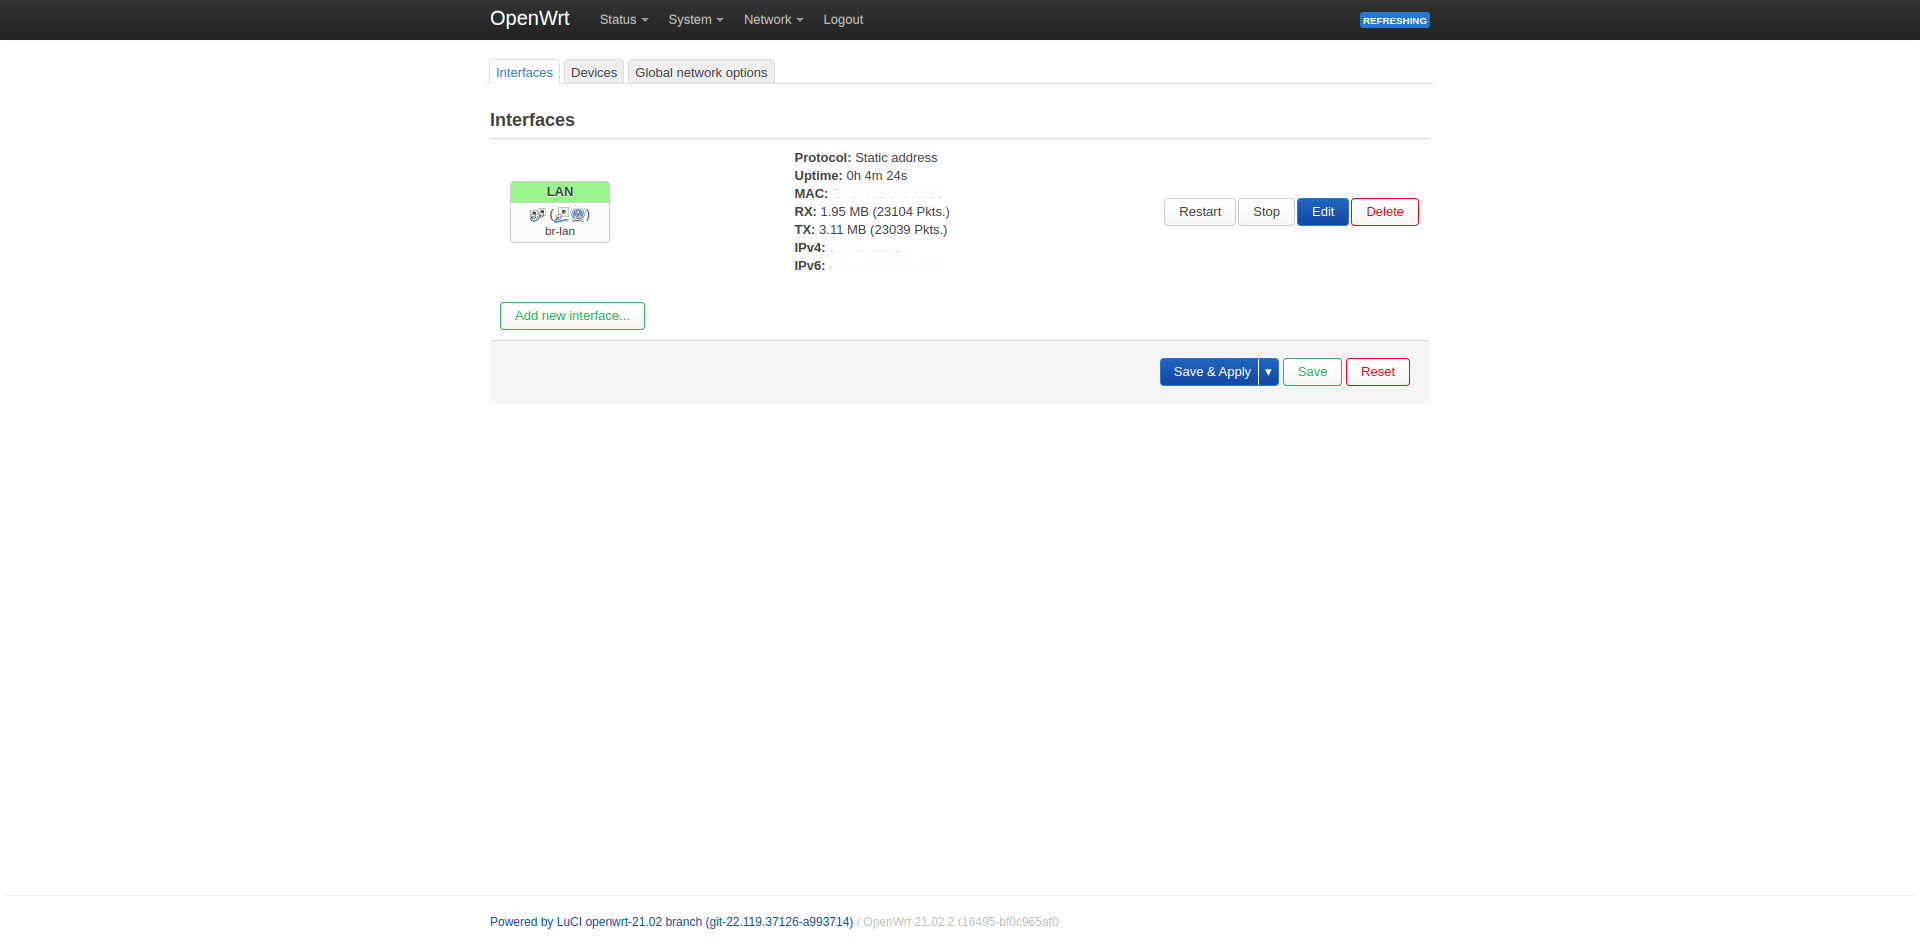 OpenWrt Status System Network Logout REFRESHING
Interfaces Devices Global network options
Interfaces
Protocol: Static address
Uptime: 0h 4m 24s
LAN
MAC:
RX: 1.95 MB (23104 Pkts.)
Restart Stop Edit Delete
( )
TX: 3.11 MB (23039 Pkts.)
br-lan
IPv4:
IPv6:
Add new interface...
Save & Apply ▾ Save Reset
Powered by LuCI openwrt-21.02 branch (git-22.119.37126-a993714) / OpenWrt 21.02.2 r16495-bf0c965af0